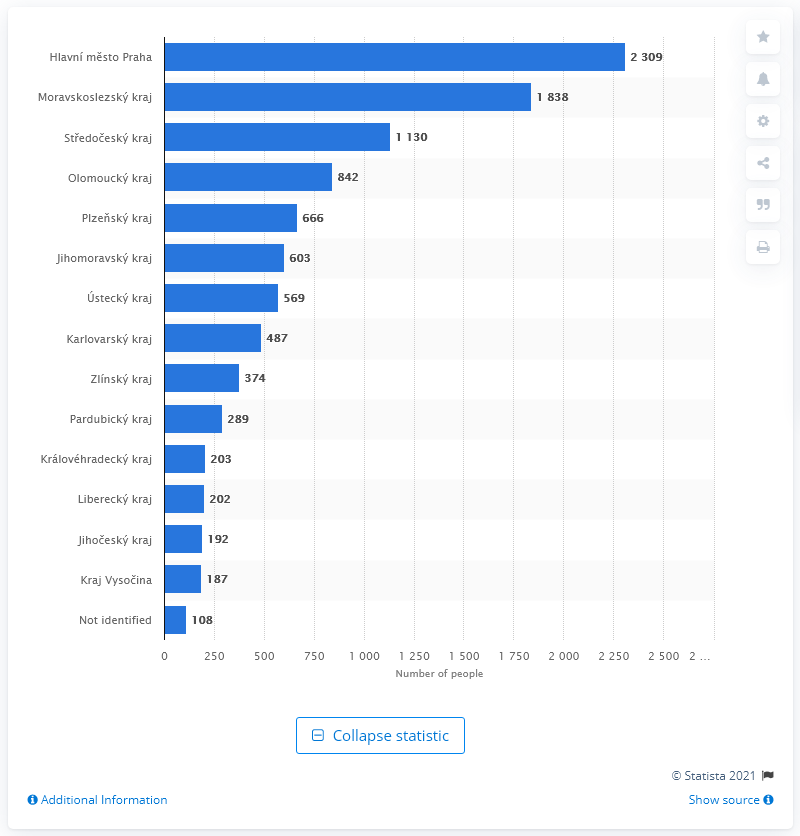 Hlavní město Praha 2 309
Moravskoslezský kraj 1 838
Středočeský kraj 1 130
Olomoucký kraj 842
Plzeňský kraj 666
Jihomoravský kraj 603
Ústecký kraj 569
Karlovarský kraj 487
Zlínský kraj 374
Pardubický kraj 289
Královéhradecký kraj 203
Liberecký kraj 202
Jihočeský kraj 192
Kraj Vysočina 187
Not identified 108
0 250 500 750 1 000 1 250 1 500 1 750 2 000 2 250 2 500 2 ...
Number of people
Collapse statistic
© Statista 2021
Additional Information Show source